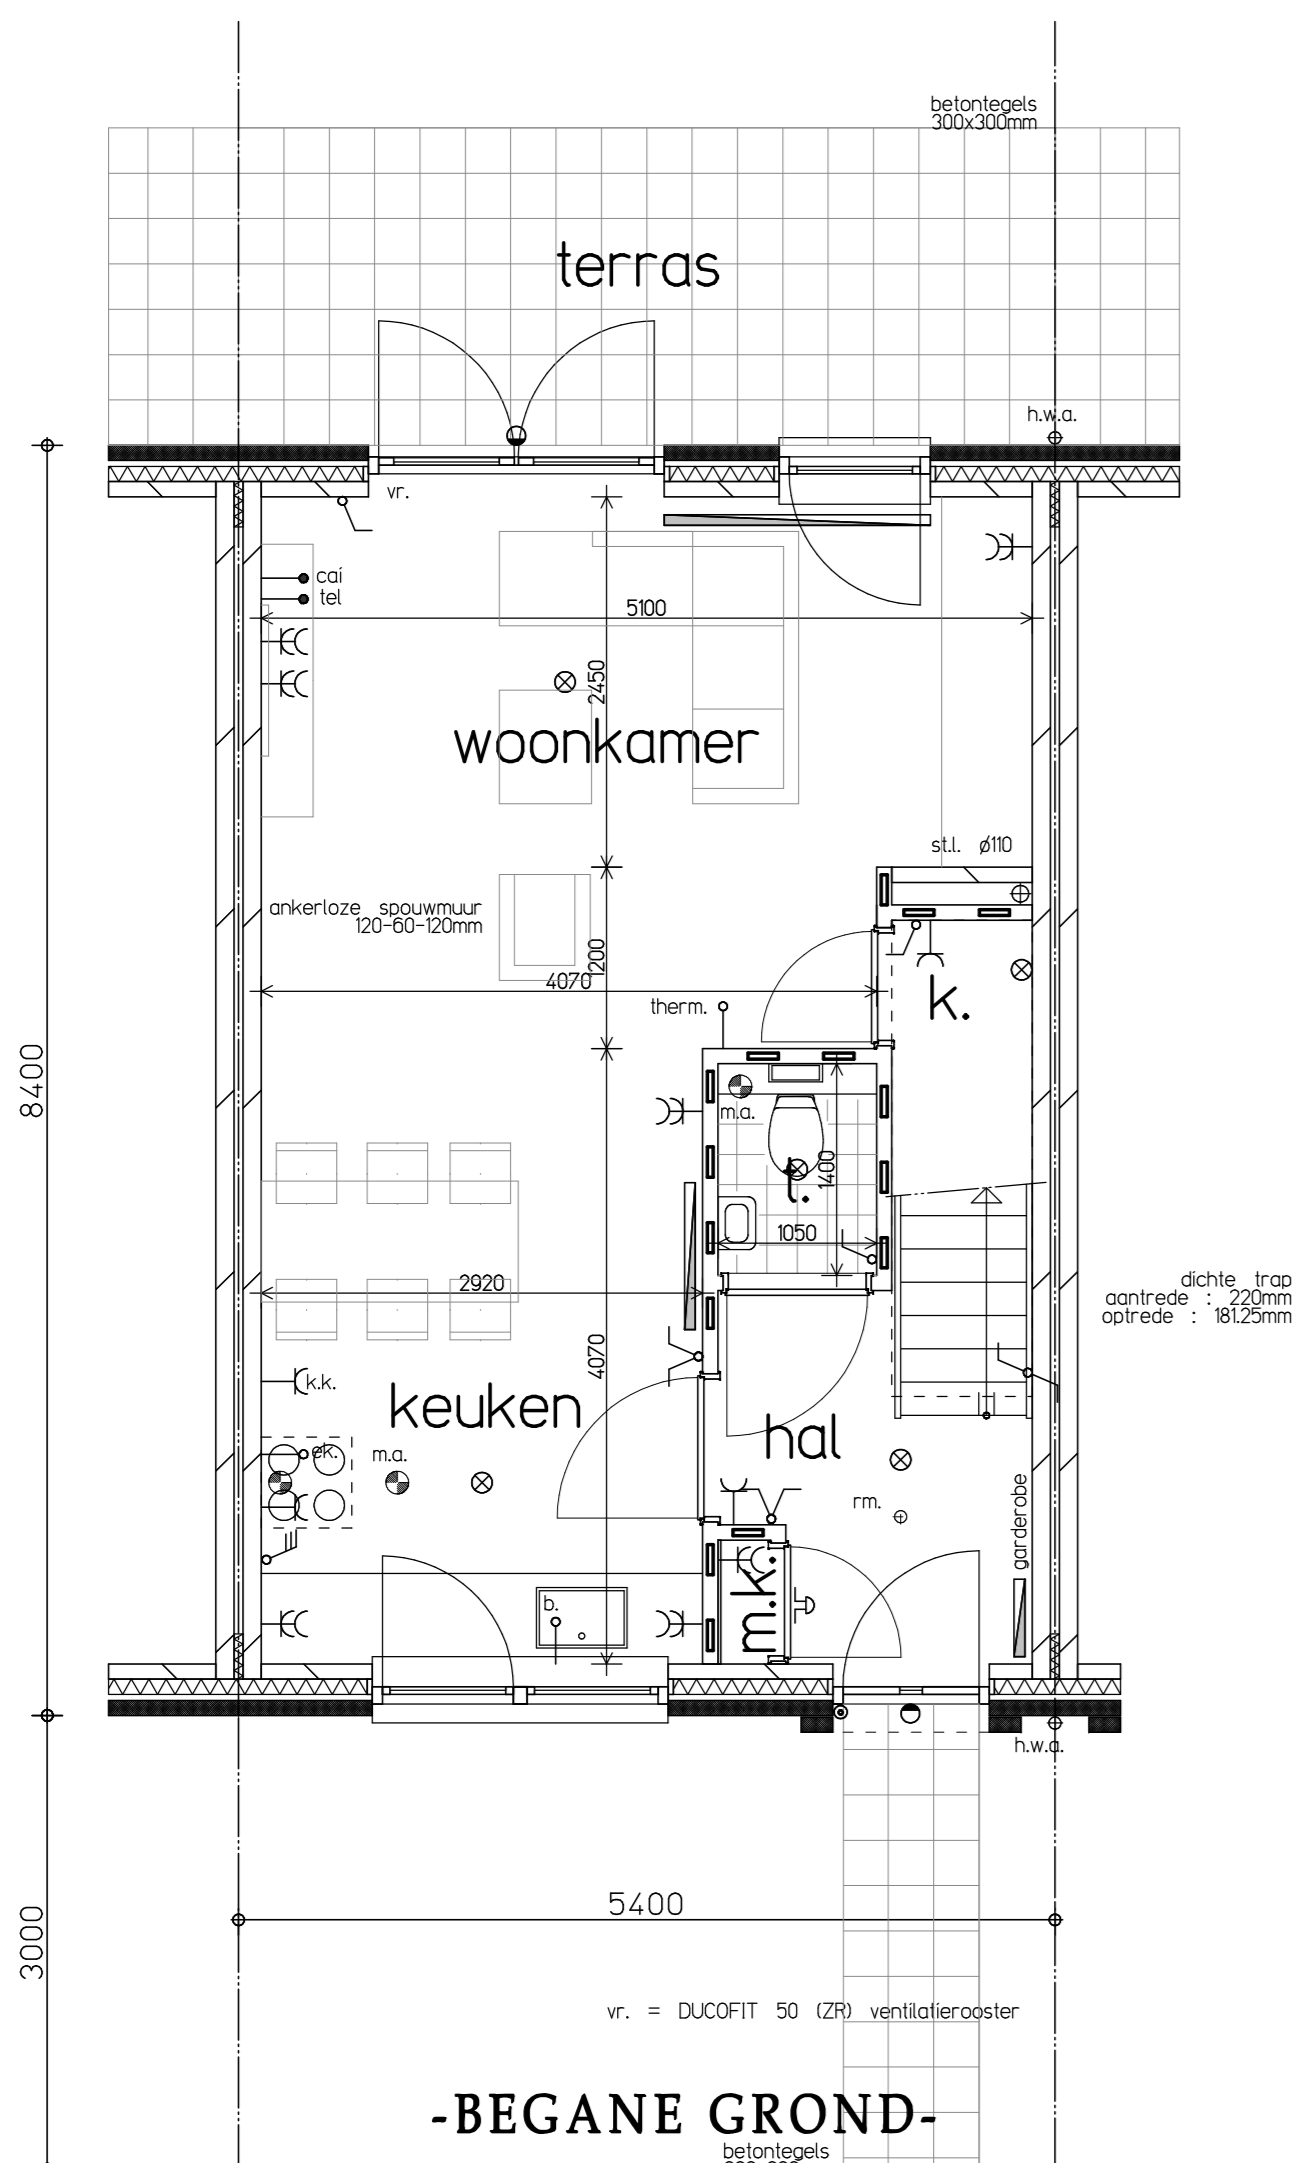 betontegels
300x300mm
terras
h.w.a.
vr.
cai
tel
5100
2450
woonkamer
st.l. ø110
ankerloze spouwmuur
120-60-120mm
1200
4070
k.
therm.
8400
m.a.
t.
1400
1050
2920
dichte trap
aantrede : 220mm
optrede : 181.25mm
4070
k.k.
keuken
hal
ek.
m.a.
rm.
garderobe
m.k.
b.
h.w.a.
5400
3000
vr. = DUCOFIT 50 (ZR) ventilatierooster
-BEGANE GROND-
betontegels